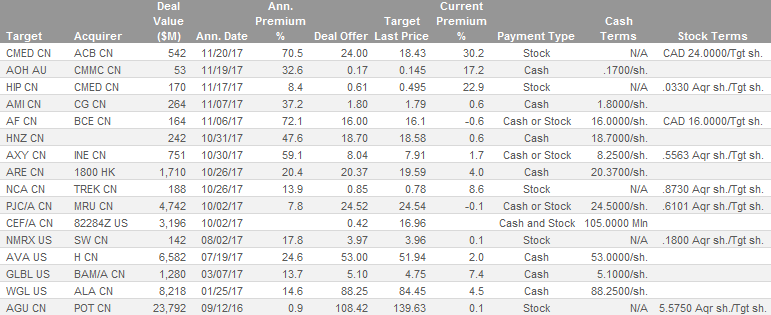 Deal Ann. Target Current
Value Premium Last Price Premium Cash
Target Acquirer ($M) Ann. Date % Deal Offer % Payment Type Terms Stock Terms
CMED CN ACB CN 542 11/20/17 70.5 24.00 18.43 30.2 Stock N/A CAD 24.0000/Tgt sh.
AOH AU CMMC CN 53 11/19/17 32.6 0.17 0.145 17.2 Cash .1700/sh.
HIP CN CMED CN 170 11/17/17 8.4 0.61 0.495 22.9 Stock N/A .0330 Aqr sh./Tgt sh.
AMI CN CG CN 264 11/07/17 37.2 1.80 1.79 0.6 Cash 1.8000/sh.
AF CN BCE CN 164 11/06/17 72.1 16.00 16.1 -0.6 Cash or Stock 16.0000/sh. CAD 16.0000/Tgt sh.
HNZ CN 242 10/31/17 47.6 18.70 18.58 0.6 Cash 18.7000/sh.
AXY CN INE CN 751 10/30/17 59.1 8.04 7.91 1.7 Cash or Stock 8.2500/sh. .5563 Aqr sh./Tgt sh.
ARE CN 1800 HK 1,710 10/26/17 20.4 20.37 19.59 4.0 Cash 20.3700/sh.
NCA CN TREK CN 188 10/26/17 13.9 0.85 0.78 8.6 Stock N/A .8730 Aqr sh./Tgt sh.
PJC/A CN MRU CN 4,742 10/02/17 7.8 24.52 24.54 -0.1 Cash or Stock 24.5000/sh. .6101 Aqr sh./Tgt sh.
CEF/A CN 82284Z US 3,196 10/02/17 0.42 16.96 Cash and Stock 105.0000 Mln
NMRX US SW CN 142 08/02/17 17.8 3.97 3.96 0.1 Stock N/A .1800 Aqr sh./Tgt sh.
AVA US H CN 6,582 07/19/17 24.6 53.00 51.94 2.0 Cash 53.0000/sh.
GLBL US BAM/A CN 1,280 03/07/17 13.7 5.10 4.75 7.4 Cash 5.1000/sh.
WGL US ALA CN 8,218 01/25/17 14.6 88.25 84.45 4.5 Cash 88.2500/sh.
AGU CN POT CN 23,792 09/12/16 0.9 108.42 139.63 0.1 Stock N/A 5.5750 Aqr sh./Tgt sh.